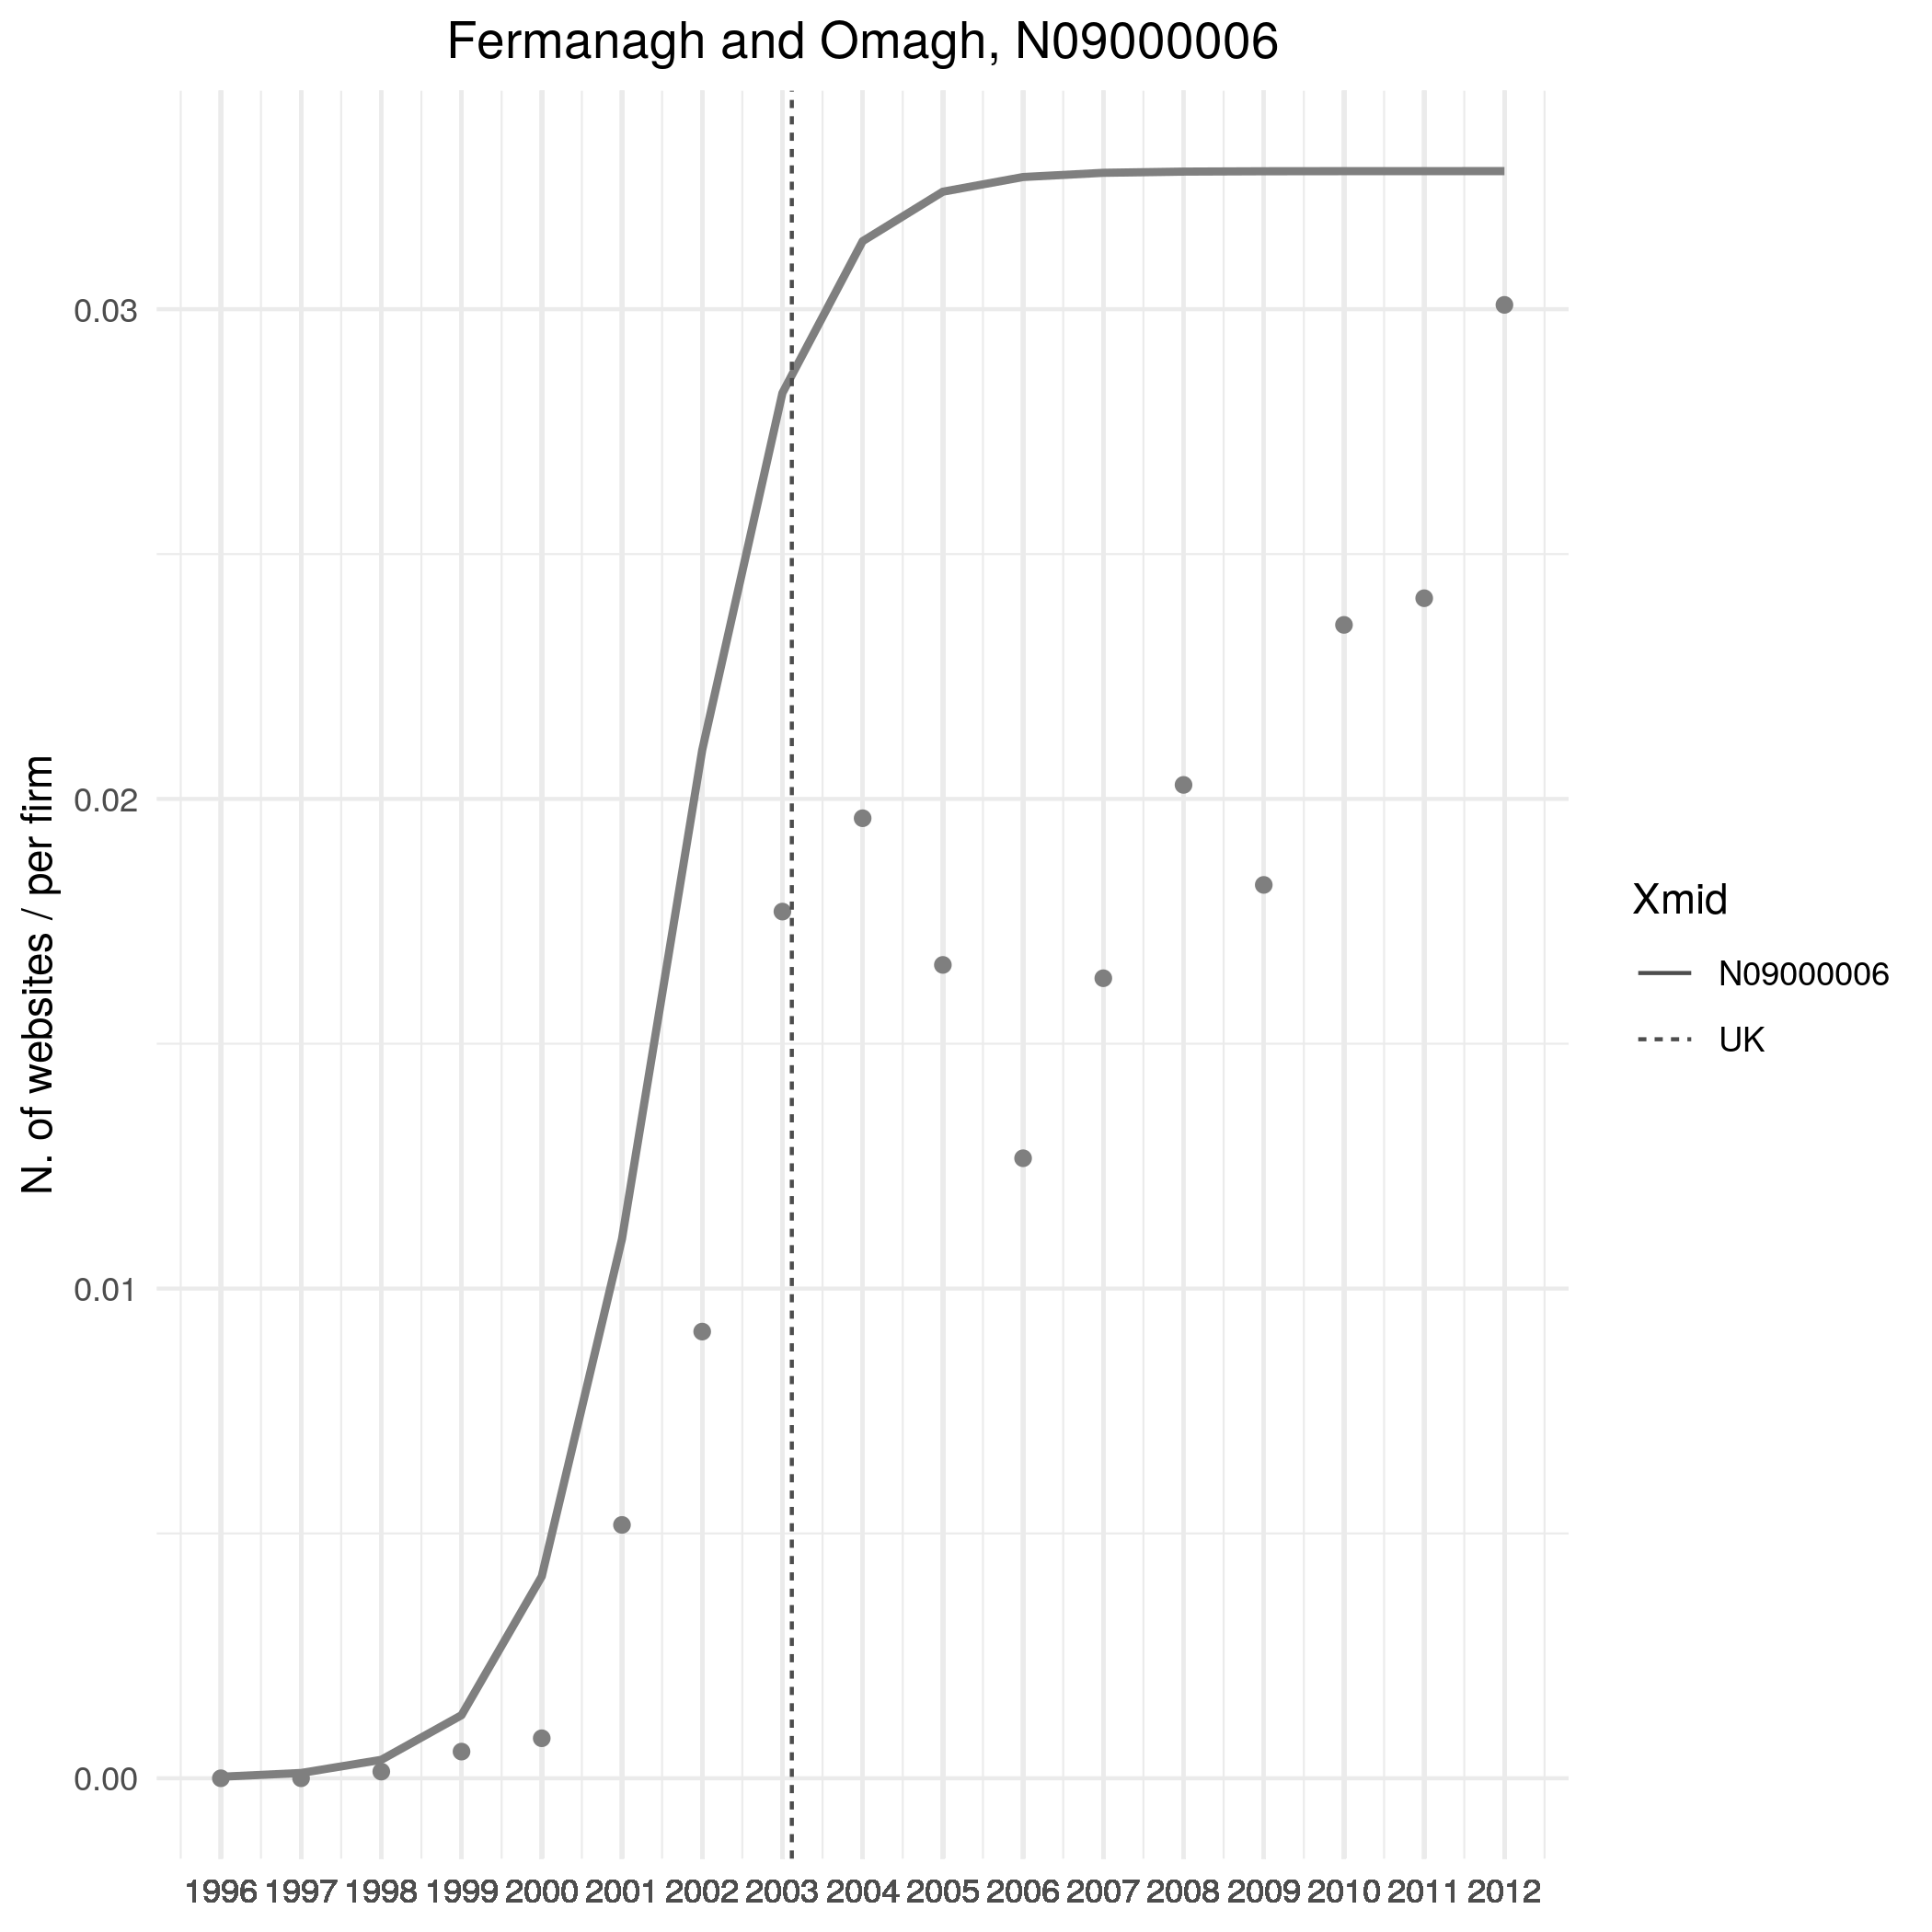 Fermanagh and Omagh, N09000006
N. of websites / per firm
0.03
0.02
0.01
0.00
1996 1997 1998 1999 2000 2001 2002 2003 2004 2005 2006 2007 2008 2009 2010 2011 2012
Xmid
N09000006
UK